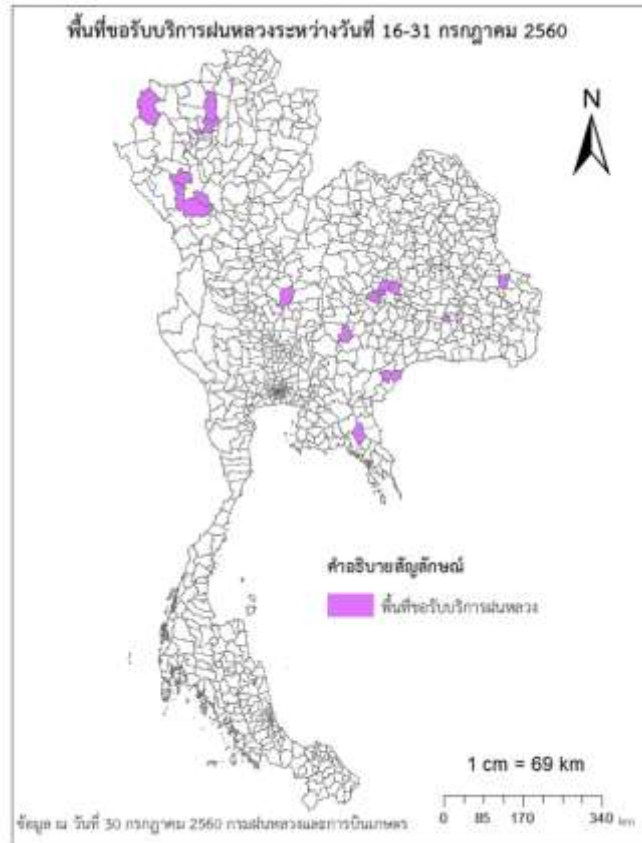 พื้นที่ขอรับบริการฝนหลวงระหว่างวันที่ 16-31 กรกฎาคม 2560
N
คำอธิบายสัญลักษณ์
พื้นที่ขอรับบริการฝนหลวง
1 cm = 69 km
0 85 170 340 km
ข้อมูล ณ วันที่ 30 กรกฎาคม 2560 กรมฝนหลวงและการบินเกษตร